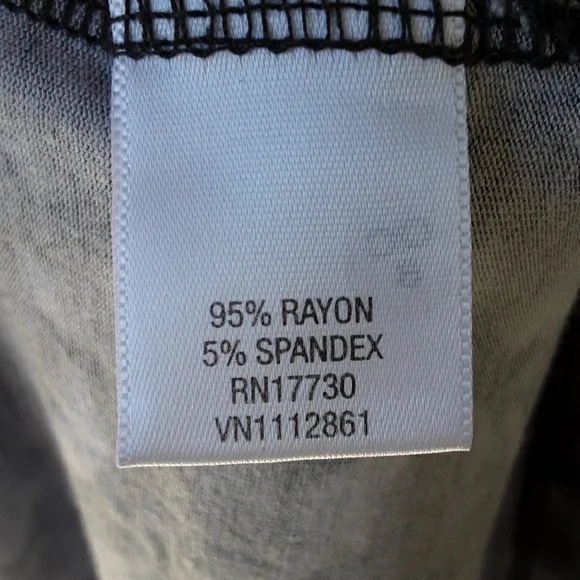 95% RAYON
5% SPANDEX
RN17730
VN1112861